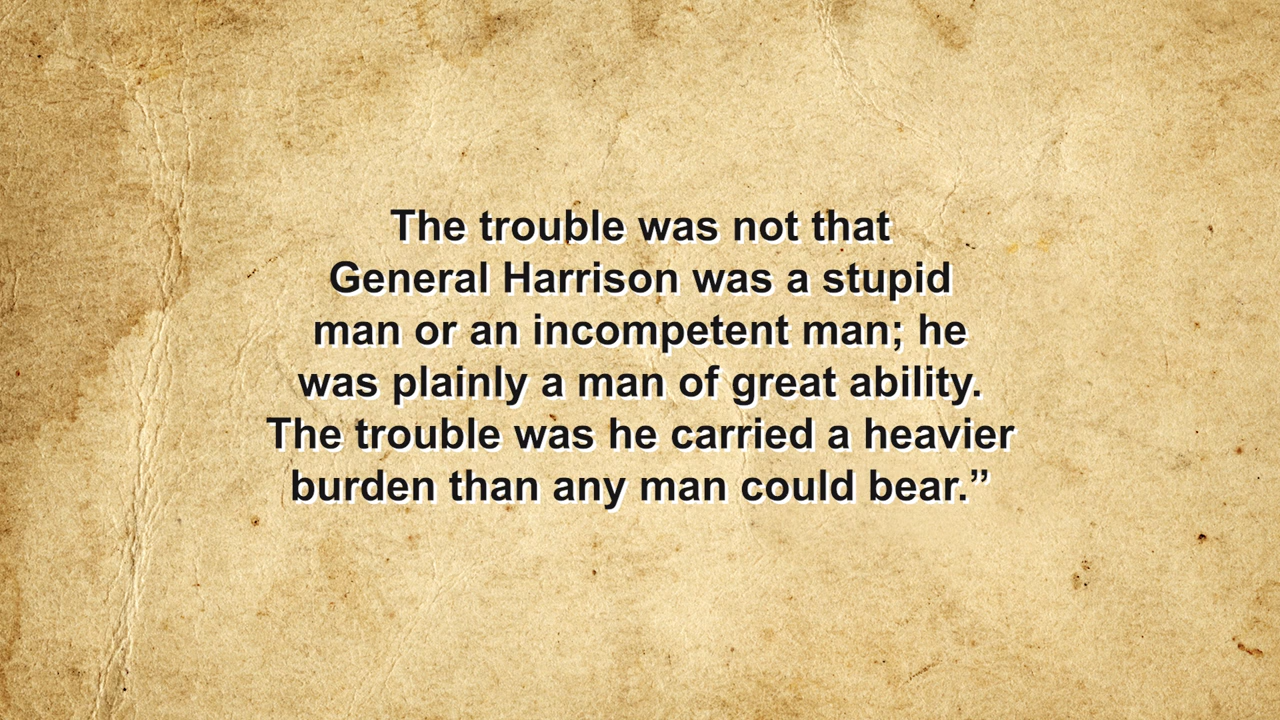 The trouble was not that
General Harrison was a stupid
man or an incompetent man; he
was plainly a man of great ability.
The trouble was he carried a heavier
burden than any man could bear.”